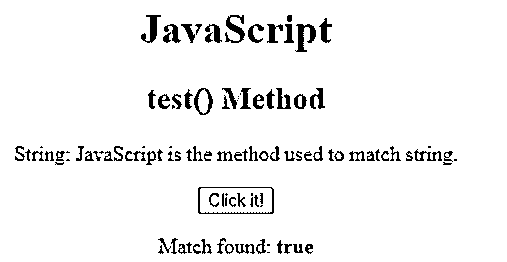 JavaScript
test() Method
String: JavaScript is the method used to match string.
Click it!
Match found: true